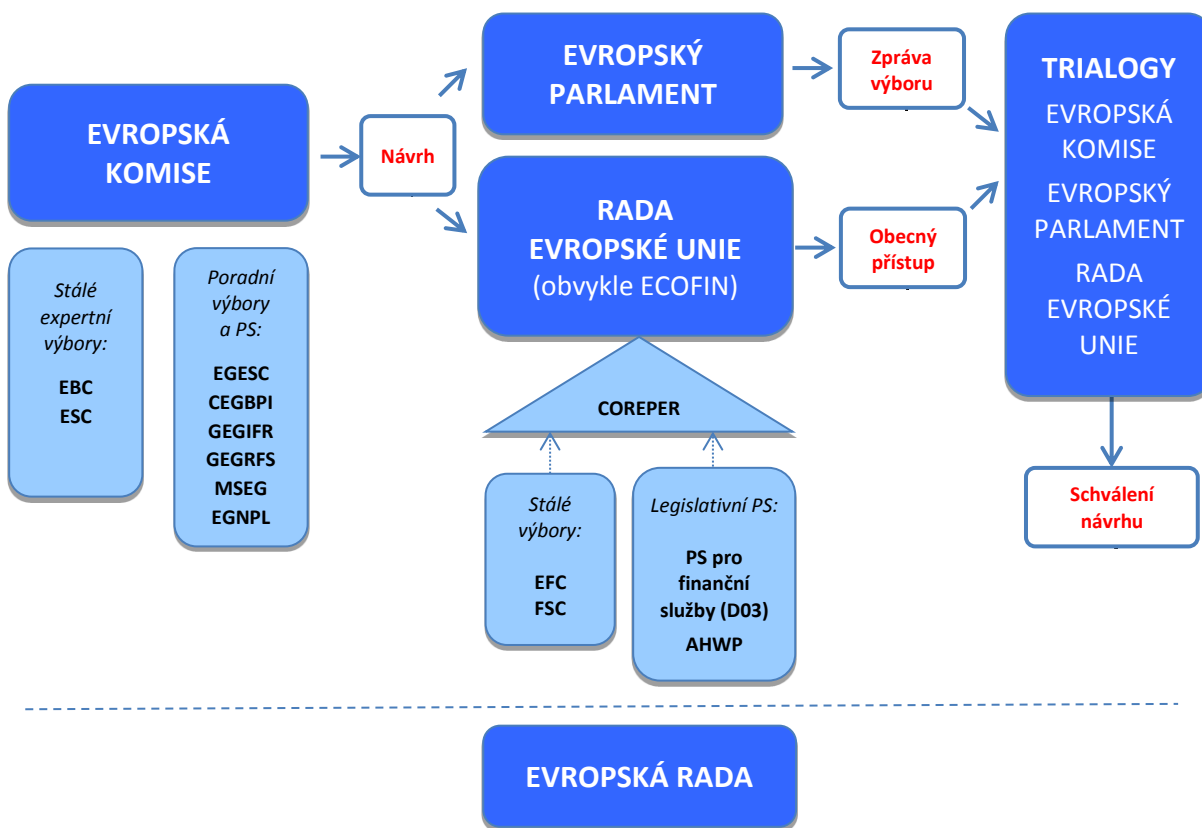 EVROPSKÁ
KOMISE
Stálé
expertní
výbory:
EBC
ESC
Poradní
výbory
a PS:
EGESC
CEGBPI
GEGIFR
GEGRFS
MSEG
EGNPL
Návrh
EVROPSKÝ
PARLAMENT
RADA
EVROPSKÉ UNIE
(obvykle ECOFIN)
COREPER
Stálé
výbory:
EFC
FSC
Legislativní PS:
PS pro
finanční
služby (D03)
AHWP
Zpráva
výboru
Obecný
přístup
TRIALOGY
EVROPSKÁ
KOMISE
EVROPSKÝ
PARLAMENT
RADA
EVROPSKÉ
UNIE
Schválení
návrhu
EVROPSKÁ RADA